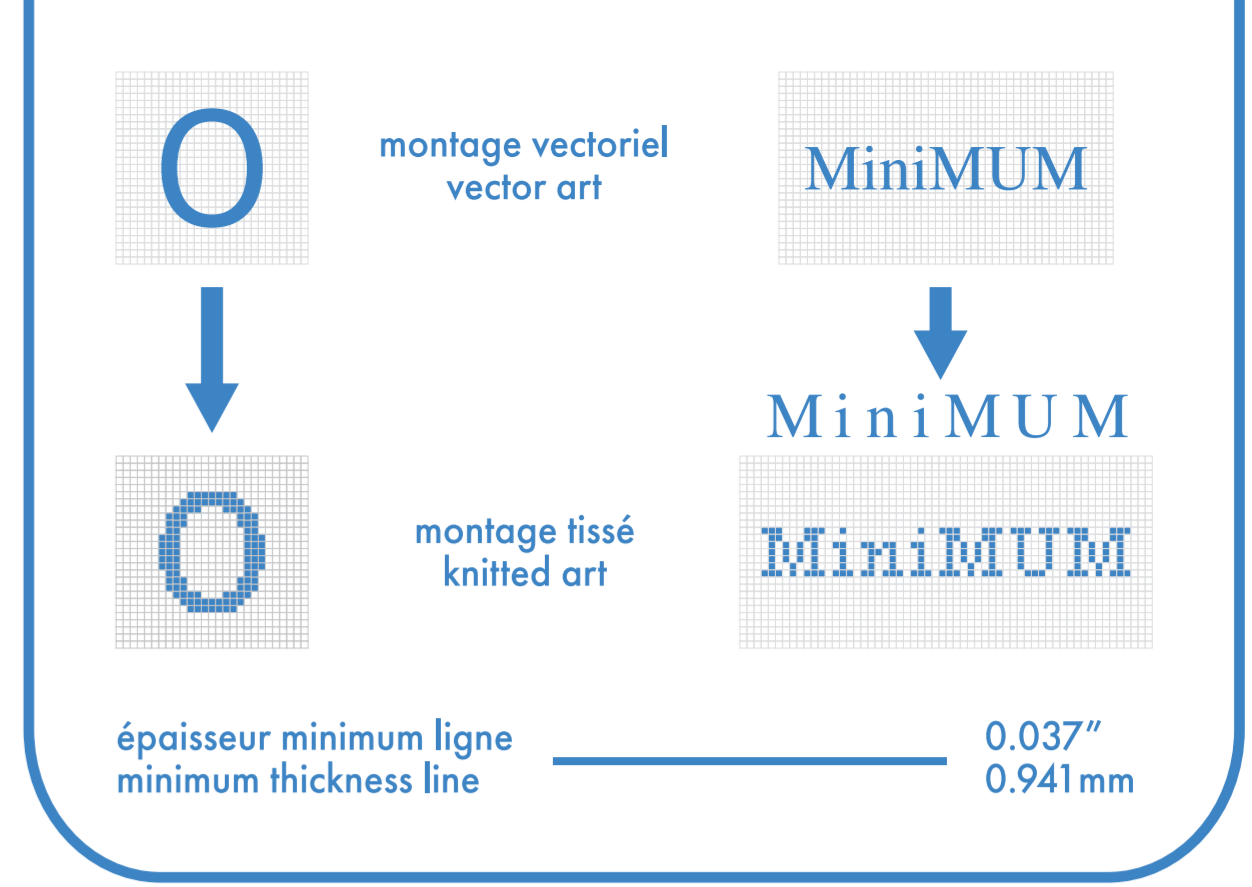 O
montage vectoriel
vector art
MiniMUM
MiniMUM
O
montage tissé
knitted art
MiniMUM
épaisseur minimum ligne
minimum thickness line
0.037"
0.941mm